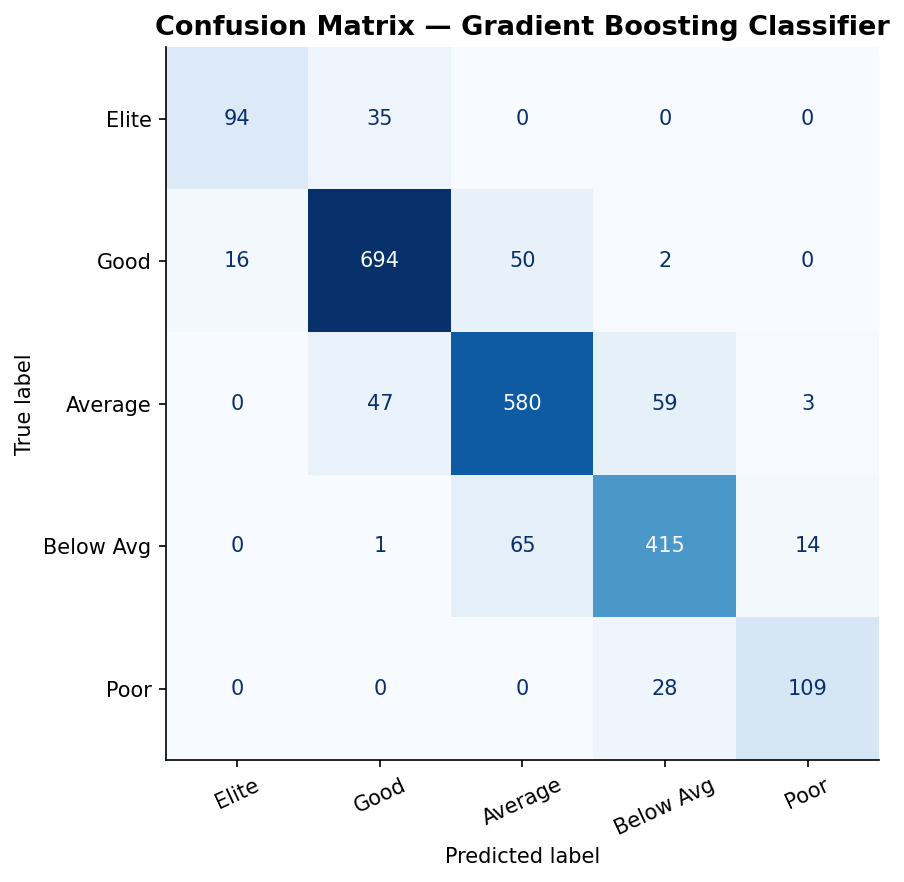 Confusion Matrix — Gradient Boosting Classifier
True label
Elite 94 35 0 0 0
Good 16 694 50 2 0
Average 0 47 580 59 3
Below Avg 0 1 65 415 14
Poor 0 0 0 28 109
Elite Good Average Below Avg Poor
Predicted label